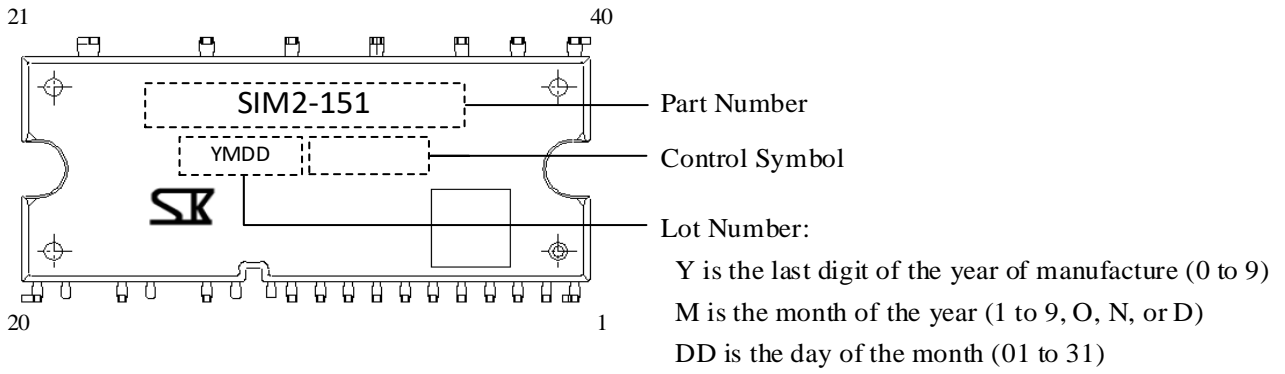 21 40
SIM2-151
Part Number
YMDD
Control Symbol
SK
Lot Number:
Y is the last digit of the year of manufacture (0 to 9)
M is the month of the year (1 to 9, O, N, or D)
DD is the day of the month (01 to 31)
20 1